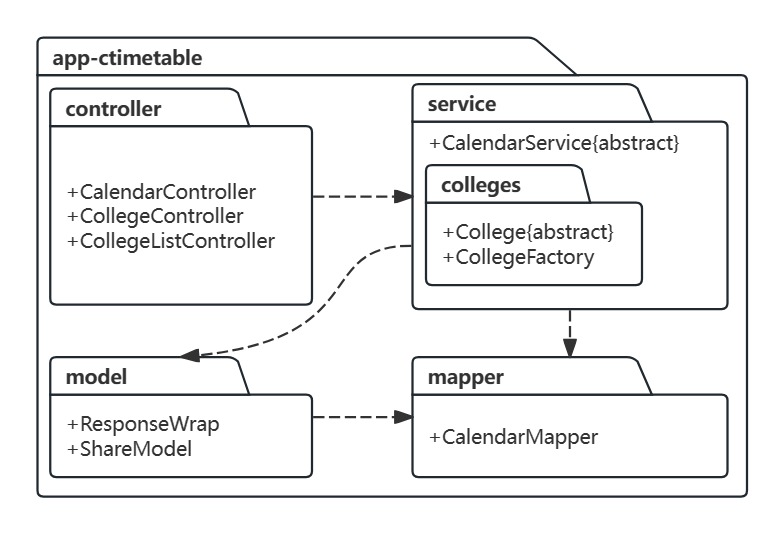 app-ctimetable
controller
+CalendarController
+CollegeController
+CollegeListController
service
+CalendarService{abstract}
colleges
+College{abstract}
+CollegeFactory
model
+ResponseWrap
+ShareModel
mapper
+CalendarMapper